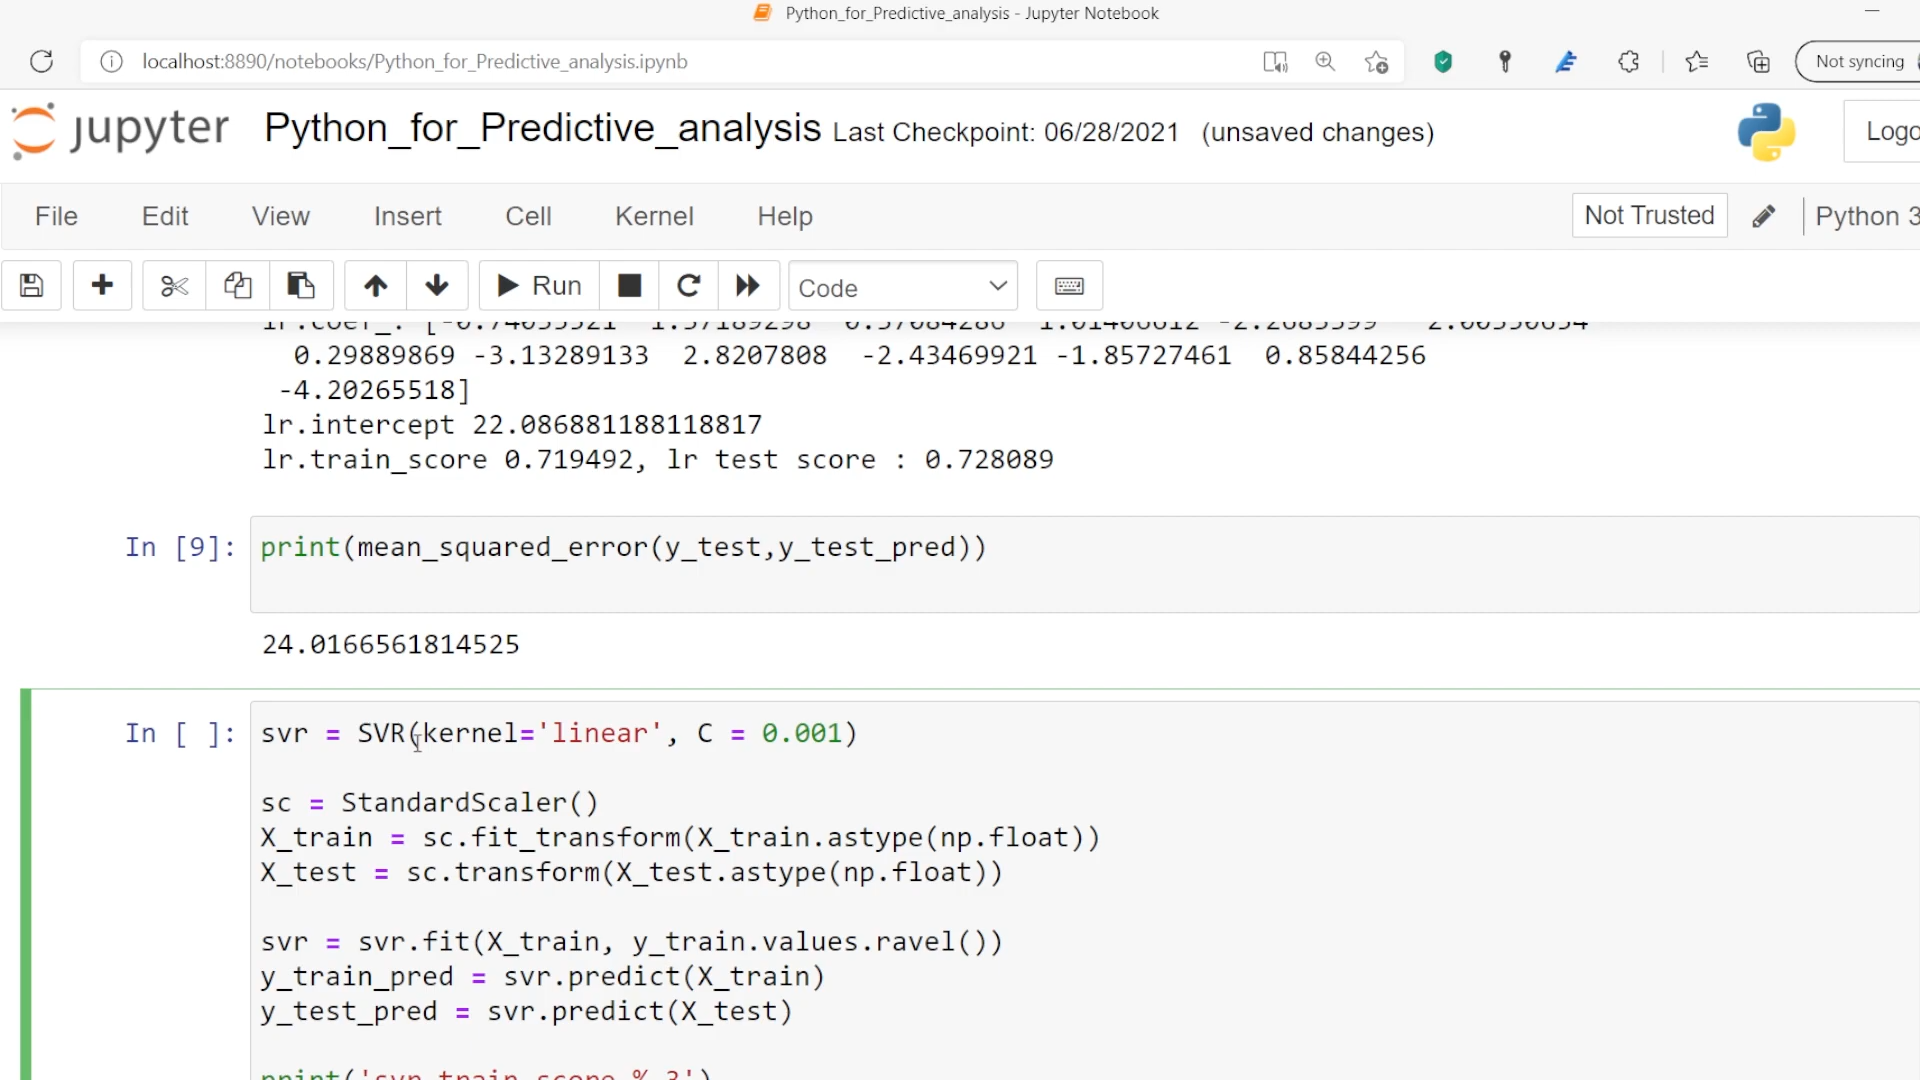 Python_for_Predictive_analysis - Jupyter Notebook
localhost:8890/notebooks/Python_for_Predictive_analysis.ipynb
Not syncing
jupyter Python_for_Predictive_analysis Last Checkpoint: 06/28/2021 (unsaved changes)
Logo
File Edit View Insert Cell Kernel Help Not Trusted Python 3
Run Code
0.29889869 -3.13289133 2.8207808 -2.43469921 -1.85727461 0.85844256
-4.20265518]
lr.intercept 22.086881188118817
lr.train_score 0.719492, lr test score : 0.728089
In [9]: print(mean_squared_error(y_test,y_test_pred))
24.0166561814525
In [ ]: svr = SVR(kernel='linear', C = 0.001)
sc = StandardScaler()
X_train = sc.fit_transform(X_train.astype(np.float))
X_test = sc.transform(X_test.astype(np.float))
svr = svr.fit(X_train, y_train.values.ravel())
y_train_pred = svr.predict(X_train)
y_test_pred = svr.predict(X_test)